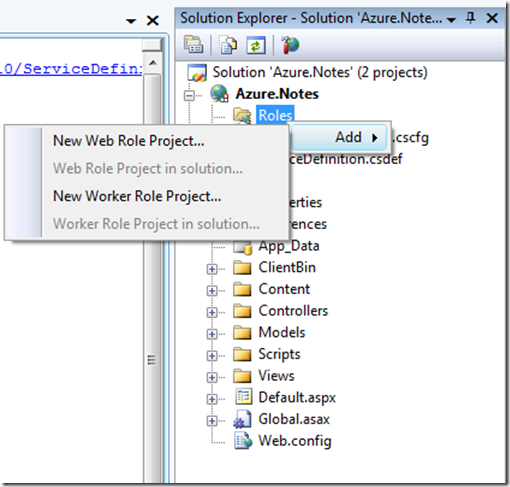 Solution Explorer - Solution 'Azure.Note...
Solution 'Azure.Notes' (2 projects)
0/ServiceDefin
Azure.Notes
Roles
Add
.cscfg
ceDefinition.csdef
New Web Role Project...
Web Role Project in solution...
New Worker Role Project...
Worker Role Project in solution...
perties
rences
App_Data
ClientBin
Content
Controllers
Models
Scripts
Views
Default.aspx
Global.asax
Web.config